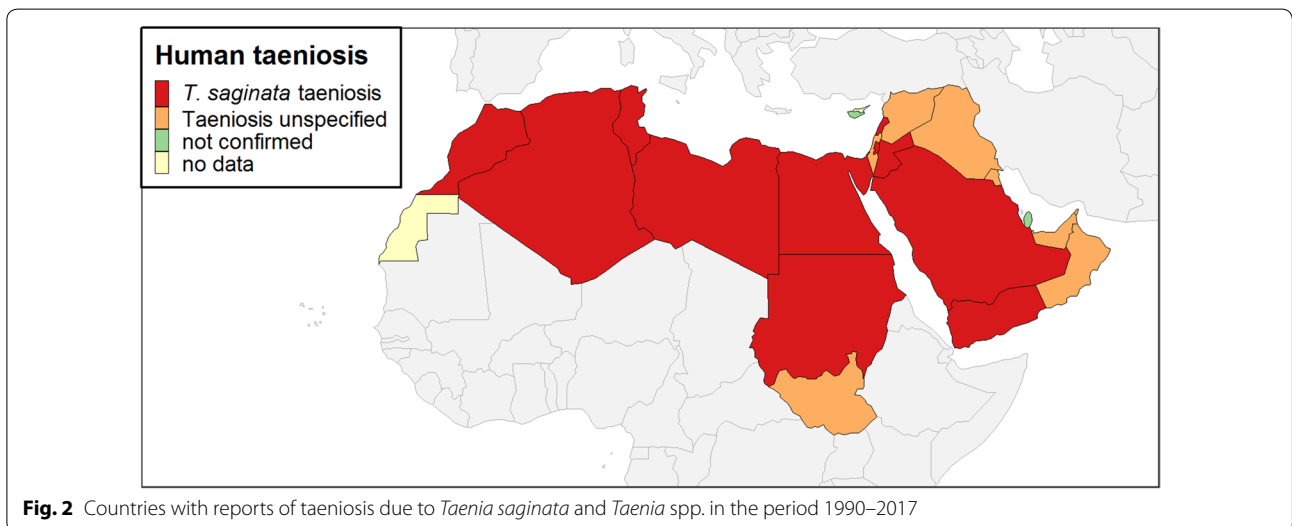 Human taeniosis
T. saginata taeniosis
Taeniosis unspecified
not confirmed
no data
Fig. 2 Countries with reports of taeniosis due to Taenia saginata and Taenia spp. in the period 1990–2017